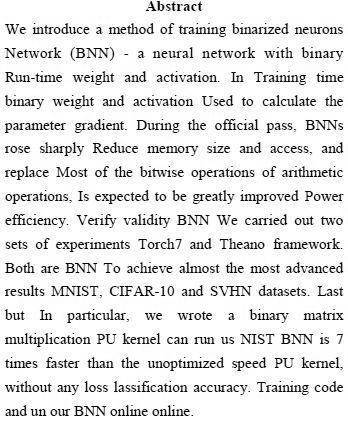 Abstract
We introduce a method of training binarized neurons
Network (BNN) - a neural network with binary
Run-time weight and activation. In Training time
binary weight and activation Used to calculate the
parameter gradient. During the official pass, BNNs
rose sharply Reduce memory size and access, and
replace Most of the bitwise operations of arithmetic
operations, Is expected to be greatly improved Power
efficiency. Verify validity BNN We carried out two
sets of experiments Torch7 and Theano framework.
Both are BNN To achieve almost the most advanced
results MNIST, CIFAR-10 and SVHN datasets. Last
but In particular, we wrote a binary matrix
multiplication PU kernel can run us NIST BNN is 7
times faster than the unoptimized speed PU kernel,
without any loss lassification accuracy. Training code
and un our BNN online online.